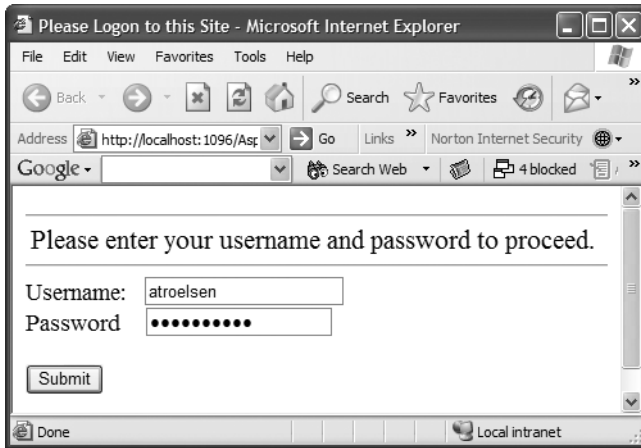 Please Logon to this Site - Microsoft Internet Explorer
File Edit View Favorites Tools Help
Back Search Favorites »
Address http://localhost:1096/Asp Go Links » Norton Internet Security
Google Search Web 4 blocked »
Please enter your username and password to proceed.
Username: atroelsen
Password ••••••••••
Submit
Done Local intranet